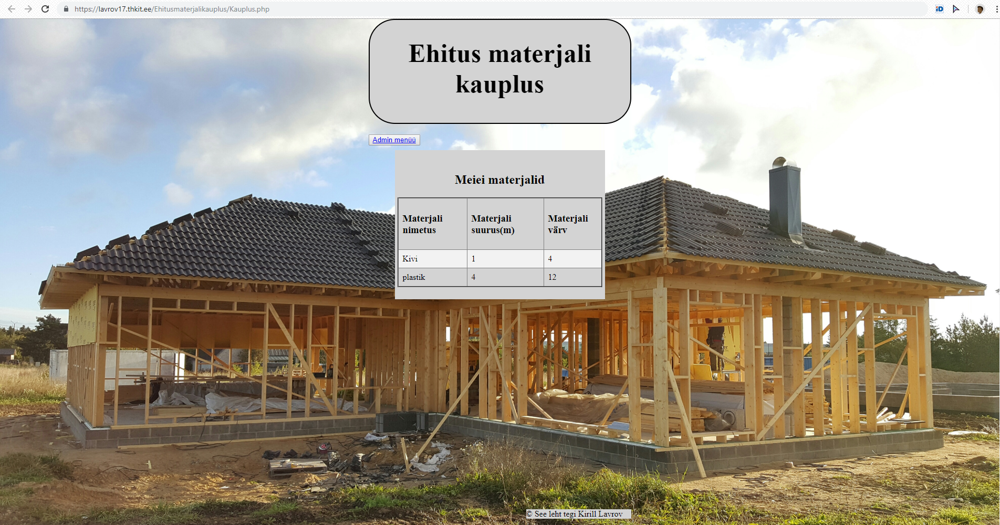 https://lavrov17.thkit.ee/Ehitusmaterjalikauplus/Kauplus.php
iD
Ehitus materjali
kauplus
Admin menüü
Meiei materjalid
Materjali nimetus Materjali suurus(m) Materjali värv
Kivi 1 4
plastik 4 12
© See leht tegi Kirill Lavrov